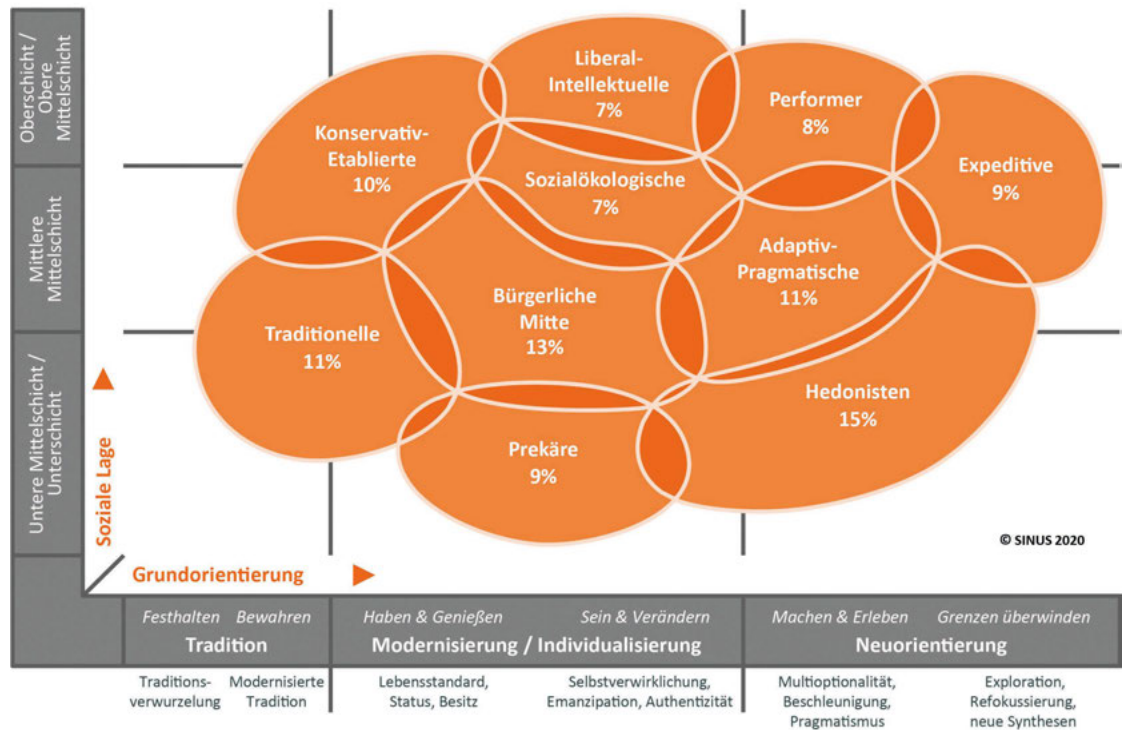 Oberschicht /
Obere
Mittelschicht
Mittlere
Mittelschicht
Untere Mittelschicht /
Unterschicht
Soziale Lage
Liberal-
Intellektuelle
7%
Performer
8%
Konservativ-
Etablierte
10%
Sozialökologische
7%
Expeditive
9%
Adaptiv-
Pragmatische
11%
Bürgerliche
Mitte
13%
Traditionelle
11%
Hedonisten
15%
Prekäre
9%
© SINUS 2020
Grundorientierung
Festhalten Bewahren
Tradition
Haben & Genießen Sein & Verändern
Modernisierung / Individualisierung
Machen & Erleben Grenzen überwinden
Neuorientierung
Traditions-
verwurzelung
Modernisierte
Tradition
Lebensstandard,
Status, Besitz
Selbstverwirklichung,
Emanzipation, Authentizität
Multioptionalität,
Beschleunigung,
Pragmatismus
Exploration,
Refokussierung,
neue Synthesen